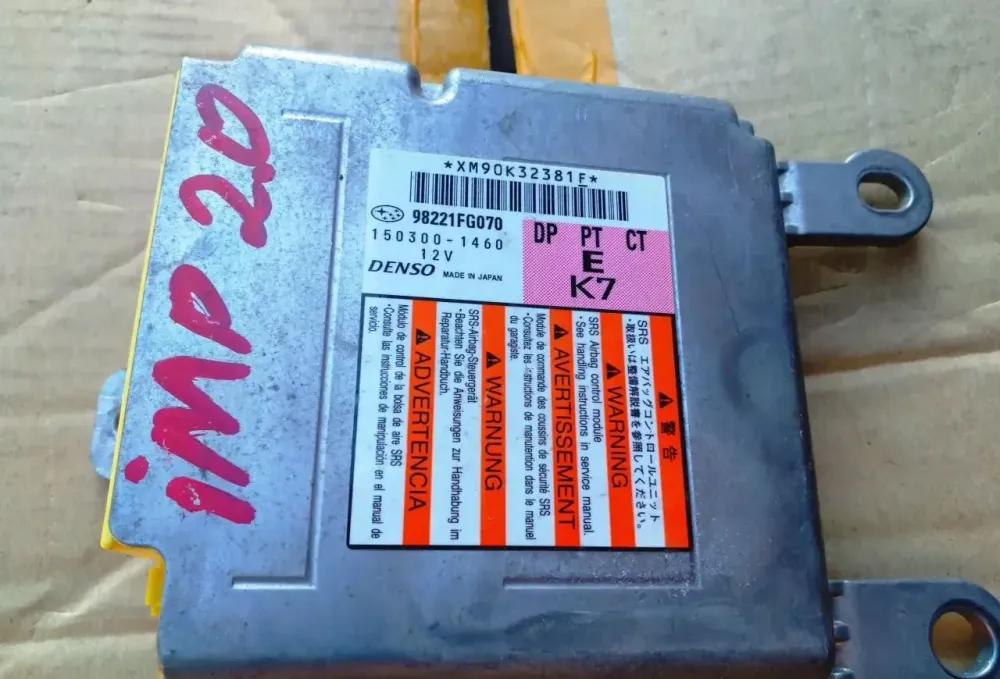 iMP 2.0
*XM90K32381F*
98221FG070
150300-1460
12V
DENSO MADE IN JAPAN
DP PT CT
E
K7
⚠ 警告
・SRS エアバッグコントロールユニット
・取扱いは整備解説書を参照してください。
⚠ WARNING
SRS Airbag control module
・See handling instructions in service manual.
⚠ AVERTISSEMENT
Module de commande des coussins de sécurité SRS
・Consultez les instructions de manutention dans le manuel
du garagiste.
⚠ WARNUNG
SRS-Airbag-Steuergerät
・Beachten Sie die Anweisungen zur Handhabung im
Reparatur-Handbuch.
⚠ ADVERTENCIA
Módulo de control de la bolsa de aire SRS
・Consulte las instrucciones de manipulación en el manual de
servicio.